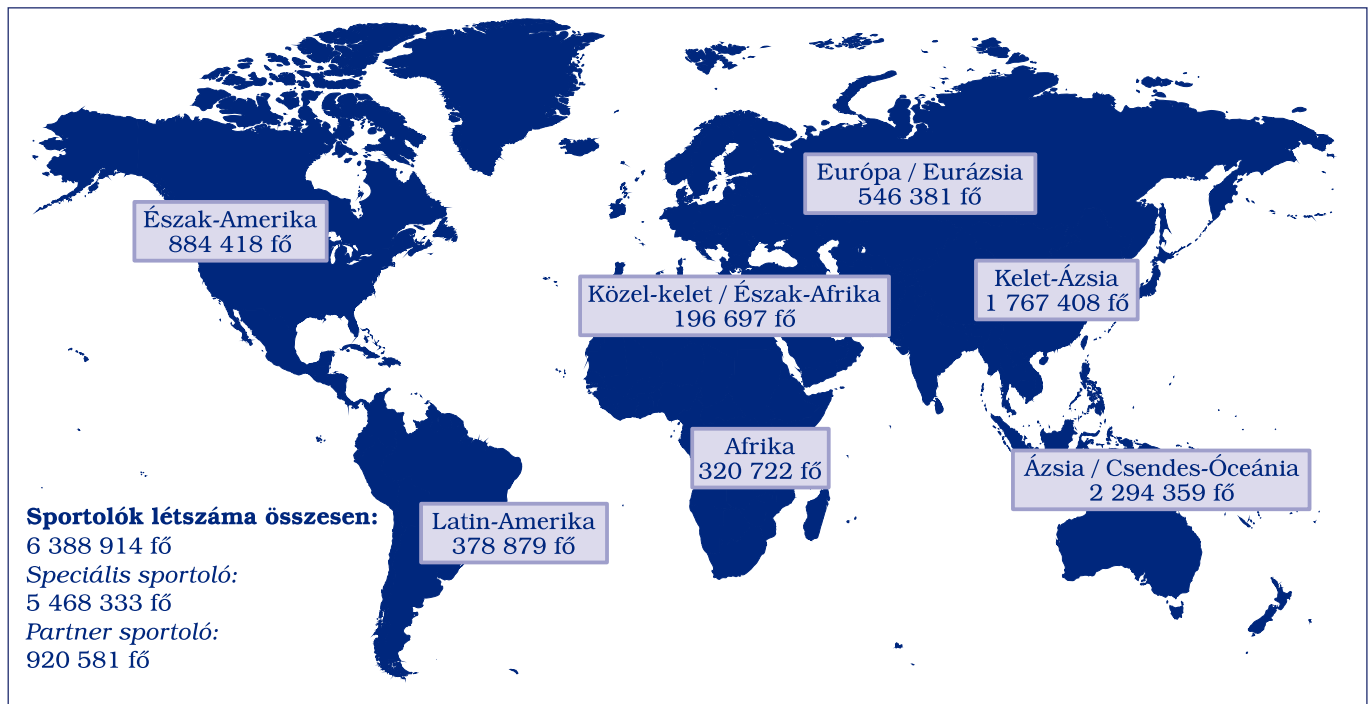 Európa / Eurázsia
546 381 fő
Észak-Amerika
884 418 fő
Kelet-Ázsia
1 767 408 fő
Közel-kelet / Észak-Afrika
196 697 fő
Afrika
320 722 fő
Ázsia / Csendes-Óceánia
2 294 359 fő
Latin-Amerika
378 879 fő
Sportolók létszáma összesen:
6 388 914 fő
Speciális sportoló:
5 468 333 fő
Partner sportoló:
920 581 fő